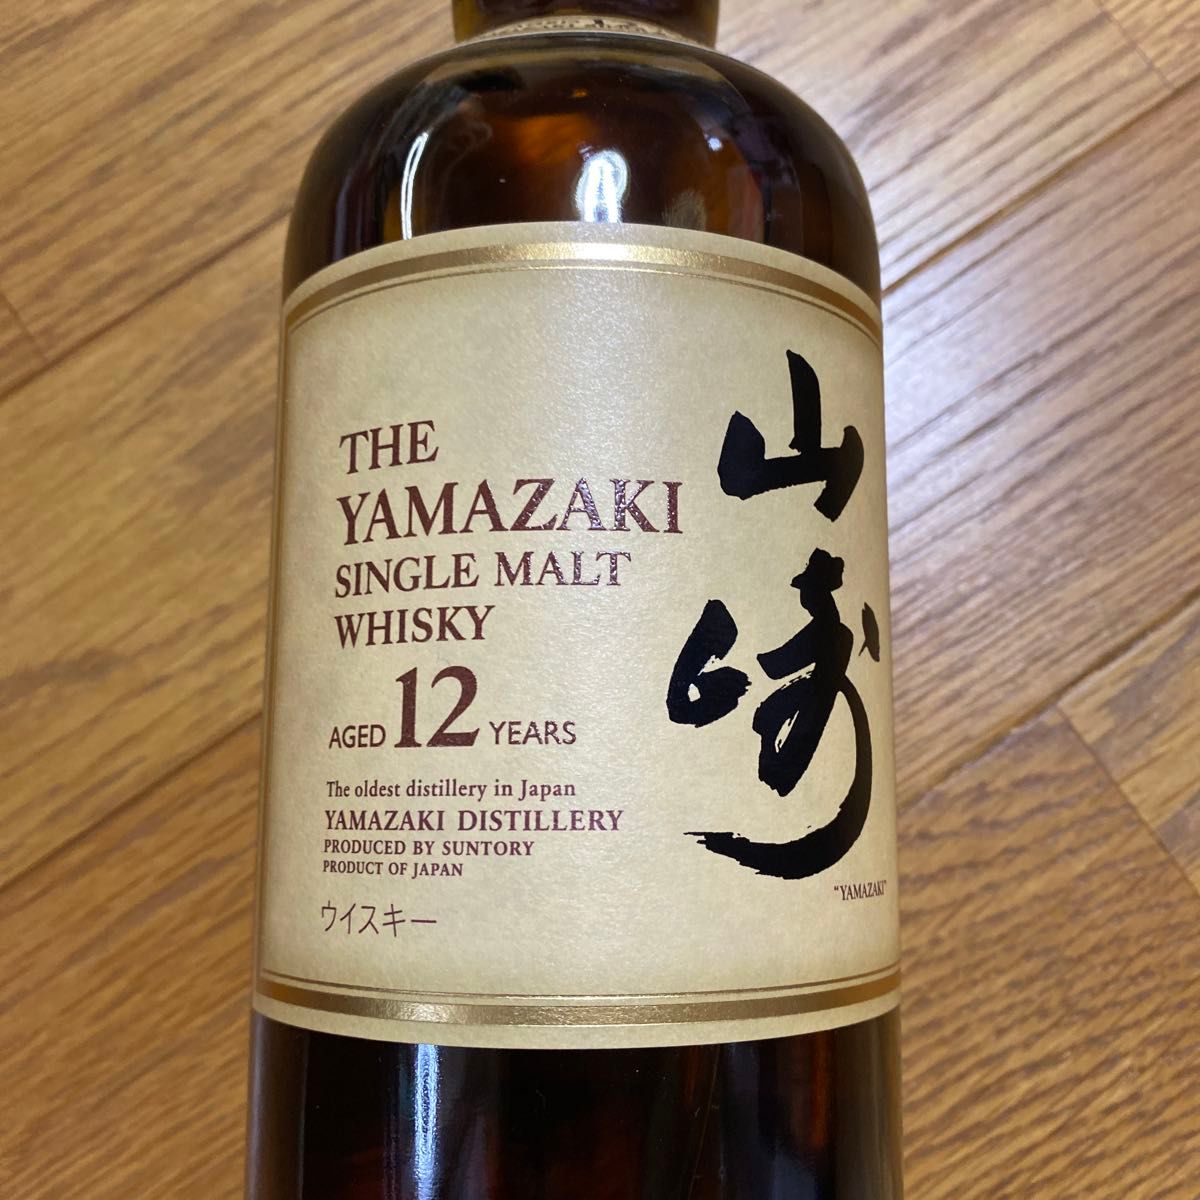 THE
YAMAZAKI
SINGLE MALT
WHISKY
AGED 12 YEARS
The oldest distillery in Japan
YAMAZAKI DISTILLERY
PRODUCED BY SUNTORY
PRODUCT OF JAPAN
ウイスキー
山崎
"YAMAZAKI"